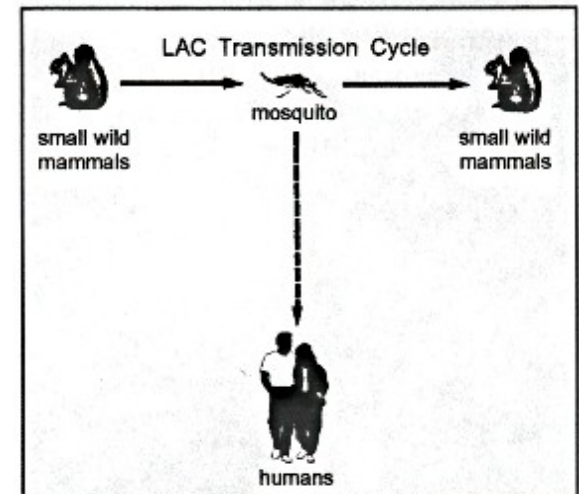 LAC Transmission Cycle
mosquito
small wild
mammals
small wild
mammals
humans